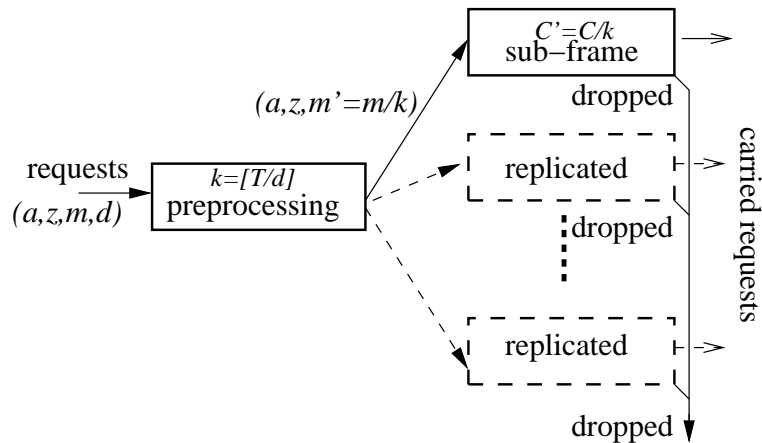 C'=C/k
sub−frame
dropped
(a,z,m'=m/k)
requests
(a,z,m,d)
k=[T/d]
preprocessing
replicated
dropped
replicated
dropped
carried requests